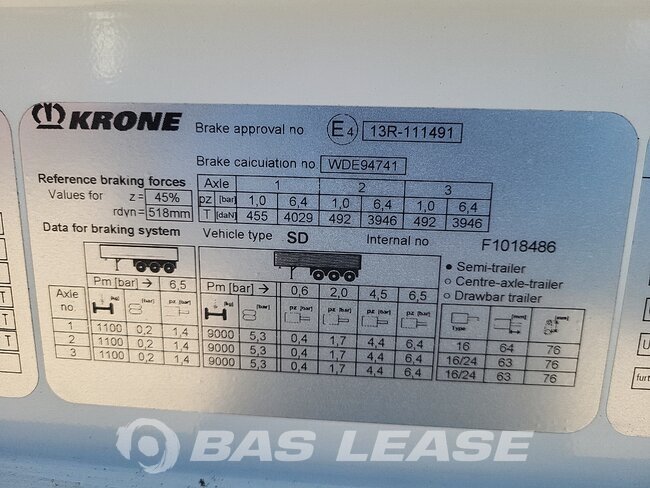 KRONE Brake approval no E4 13R-111491
Brake calculation no WDE94741
Reference braking forces Axle 1 2 3
Values for z = 45% pz [bar] 1,0 6,4 1,0 6,4 1,0 6,4
rdyn = 518mm T [daN] 455 4029 492 3946 492 3946
Data for braking system Vehicle type SD Internal no F1018486
Semi-trailer
Centre-axle-trailer
Drawbar trailer
Pm [bar] → 6,5 Pm [bar] → 0,6 2,0 4,5 6,5
Axle no. [kg] [bar] pz [bar] [kg] [bar] pz [bar] pz [bar] pz [bar] pz [bar] Type [mm] [mm]
1 1100 0,2 1,4 9000 5,3 0,4 1,7 4,4 6,4 16 64 76
2 1100 0,2 1,4 9000 5,3 0,4 1,7 4,4 6,4 16/24 63 76
3 1100 0,2 1,4 9000 5,3 0,4 1,7 4,4 6,4 16/24 63 76
T
T
T
U
furt
BAS LEASE